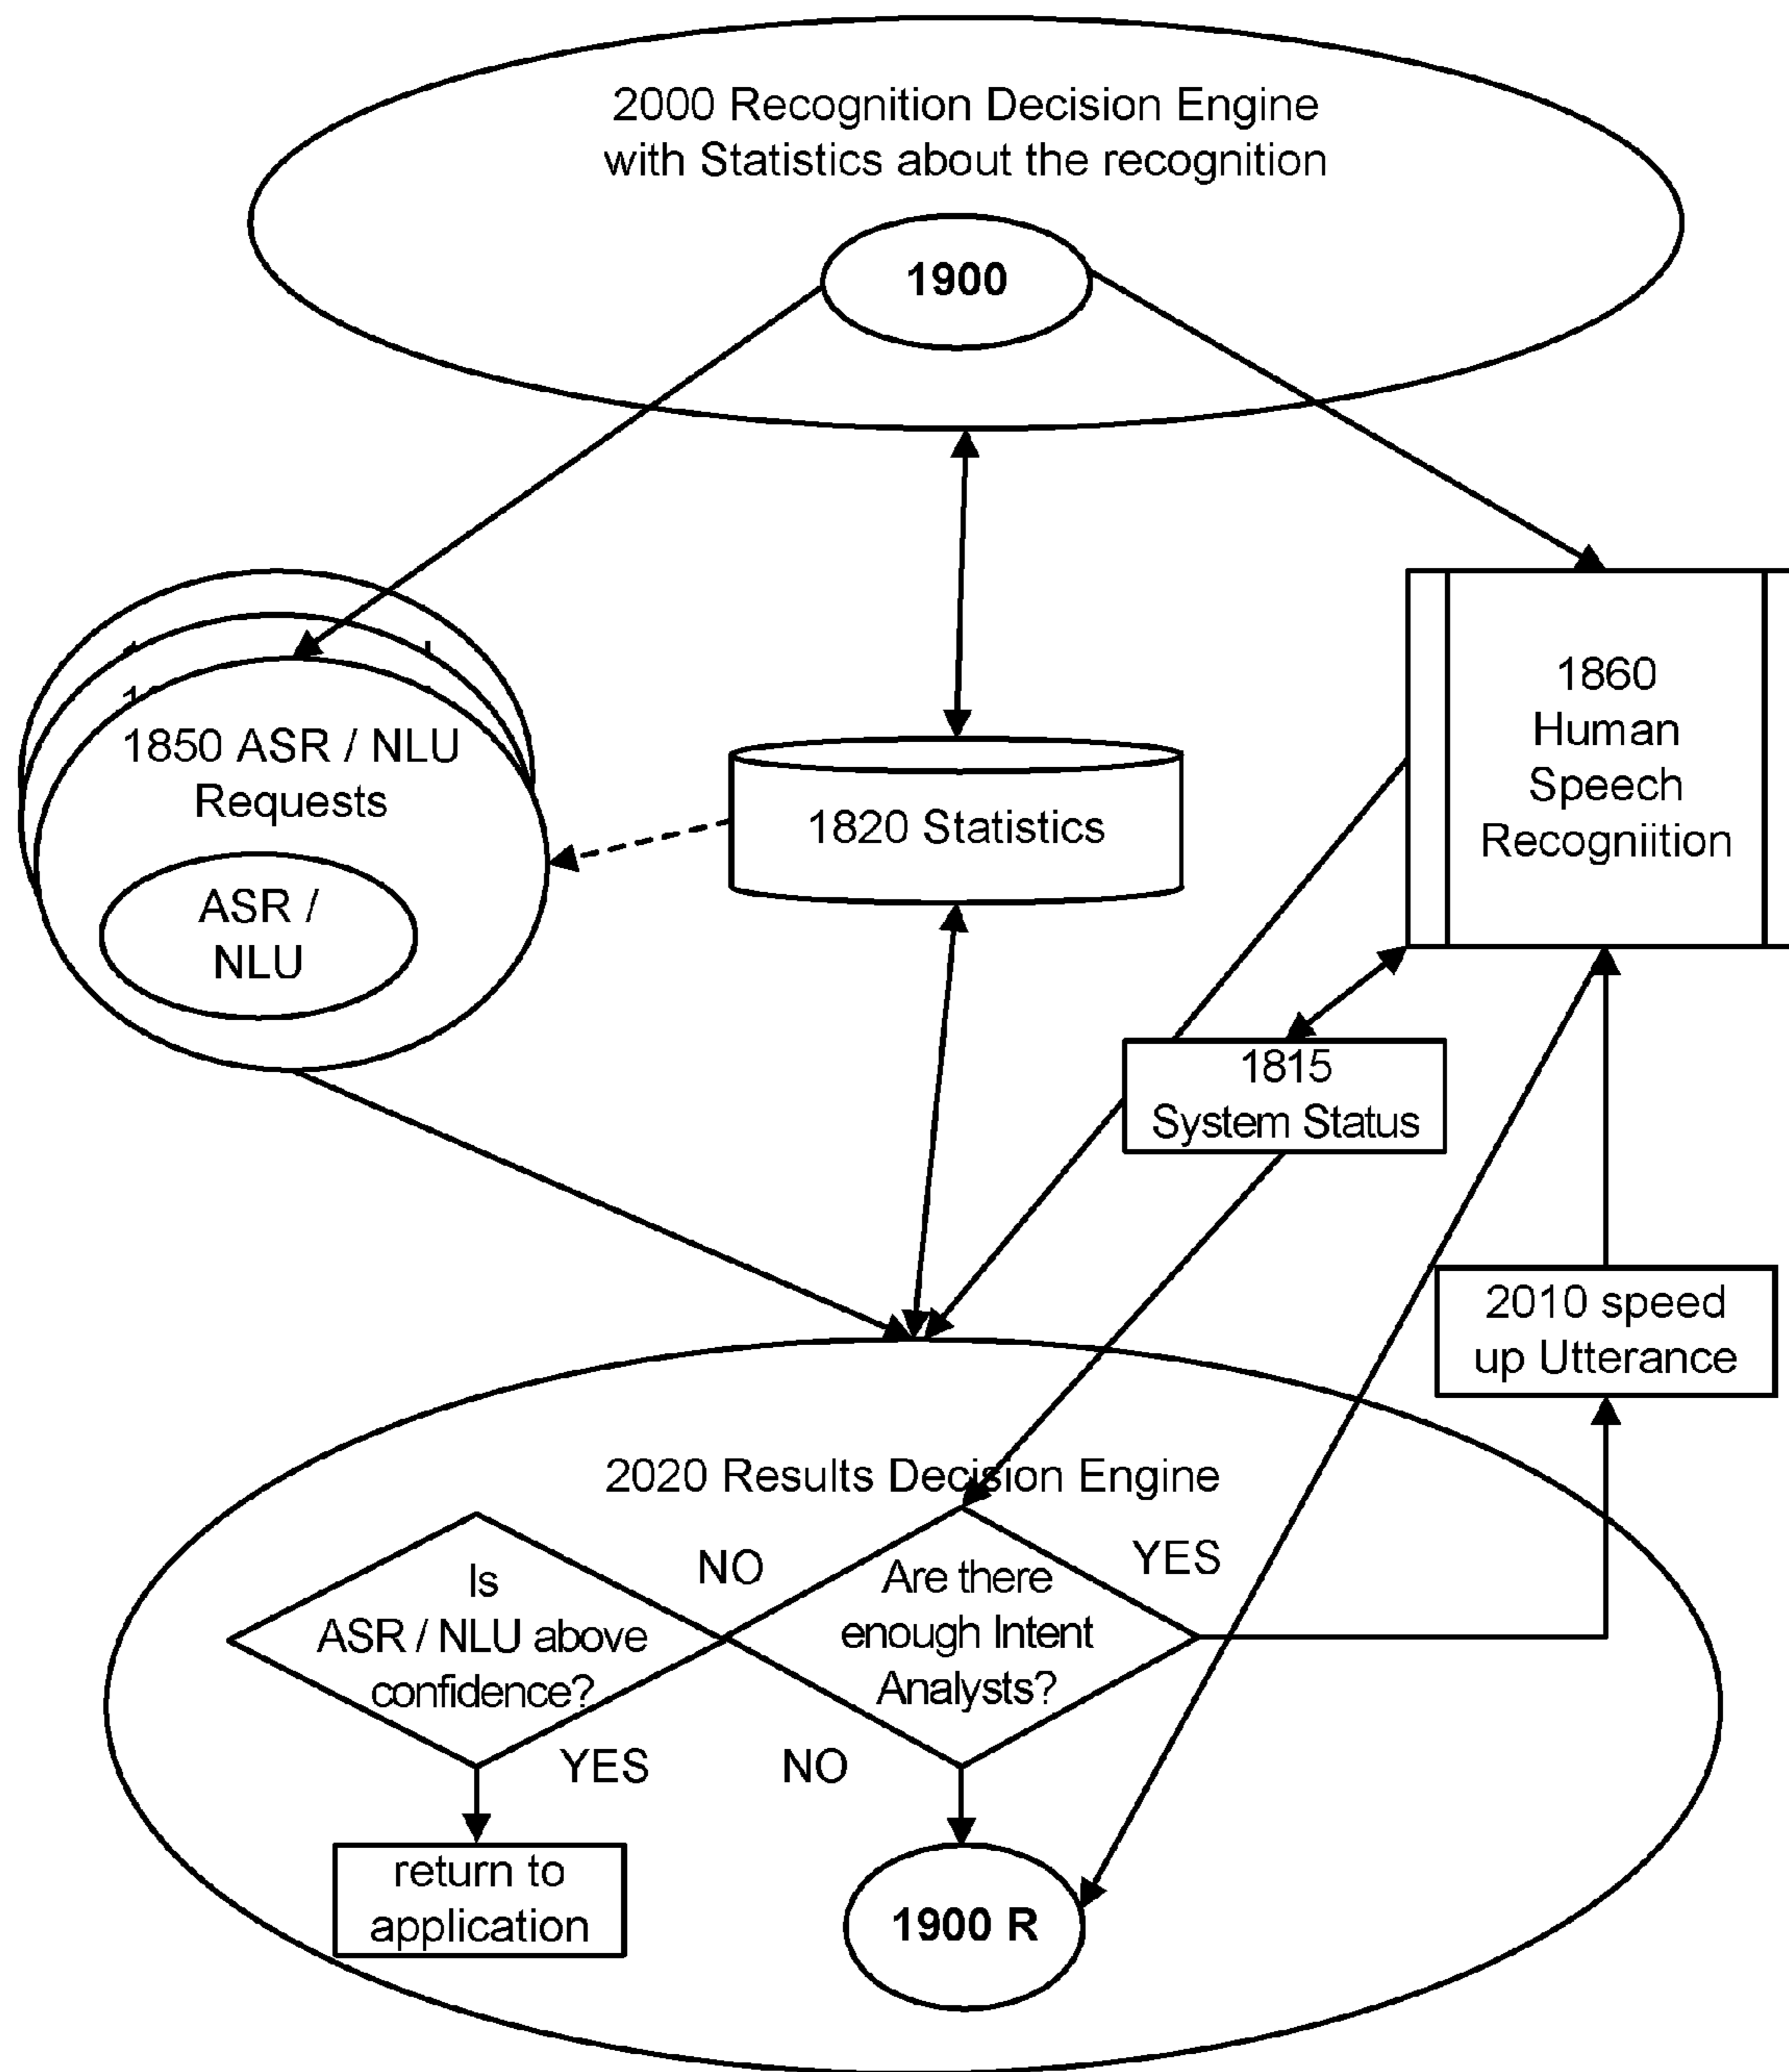 2000 Recognition Decision Engine
with Statistics about the recognition
1900
1850 ASR / NLU
Requests
ASR /
NLU
1820 Statistics
1860
Human
Speech
Recogniition
1815
System Status
2010 speed
up Utterance
2020 Results Decision Engine
Is
ASR / NLU above
confidence?
NO
Are there
enough Intent
Analysts?
YES
YES
NO
return to
application
1900 R